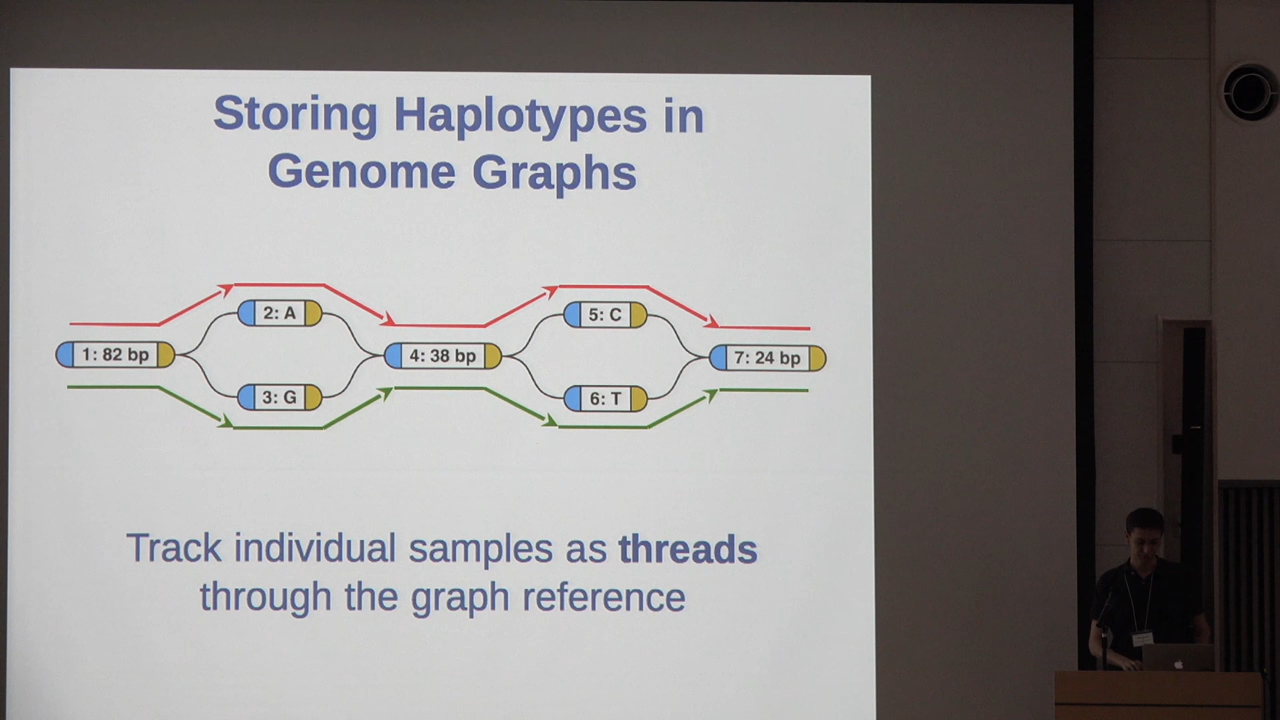 Storing Haplotypes in
Genome Graphs
2: A
5: C
1: 82 bp
4: 38 bp
7: 24 bp
3: G
6: T
Track individual samples as threads
through the graph reference